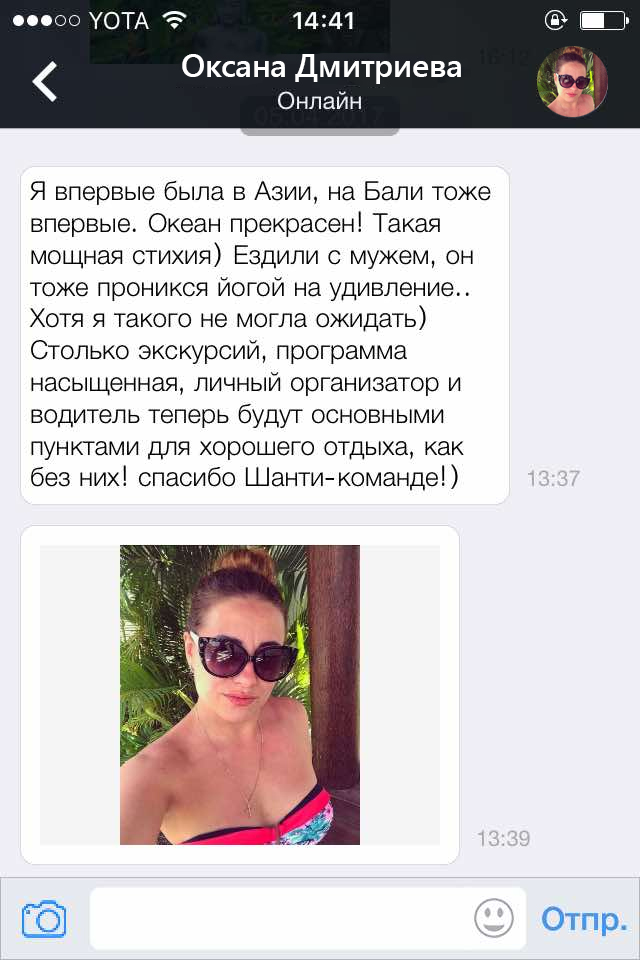 YOTA 14:41
Оксана Дмитриева
Онлайн
16:12
05.04.2017
Я впервые была в Азии, на Бали тоже
впервые. Океан прекрасен! Такая
мощная стихия) Ездили с мужем, он
тоже проникся йогой на удивление..
Хотя я такого не могла ожидать)
Столько экскурсий, программа
насыщенная, личный организатор и
водитель теперь будут основными
пунктами для хорошего отдыха, как
без них! спасибо Шанти-команде!)
13:37
13:39
Отпр.